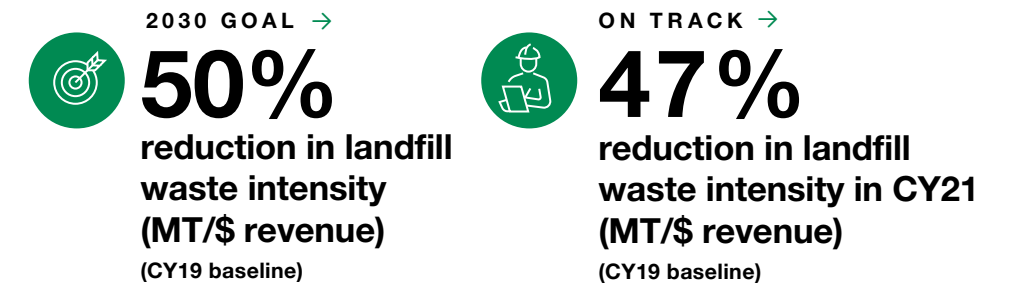 2030 GOAL →
50%
reduction in landfill
waste intensity
(MT/$ revenue)
(CY19 baseline)
ON TRACK →
47%
reduction in landfill
waste intensity in CY21
(MT/$ revenue)
(CY19 baseline)